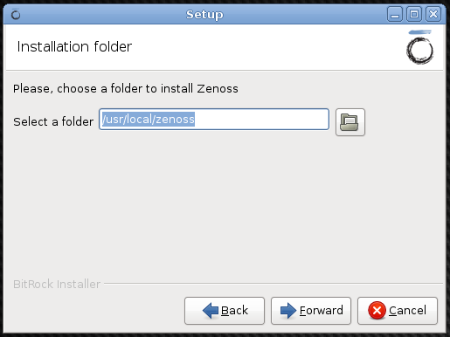 Setup
Installation folder
Please, choose a folder to install Zenoss
Select a folder /usr/local/zenoss
BitRock Installer
Back Forward Cancel